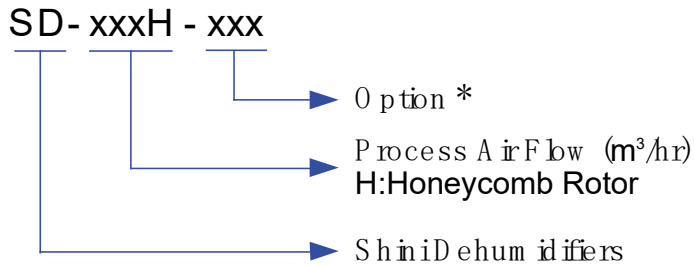 SD- xxxH - xxx
Option *
Process Air Flow (m³/hr)
H:Honeycomb Rotor
Shini Dehumidifiers